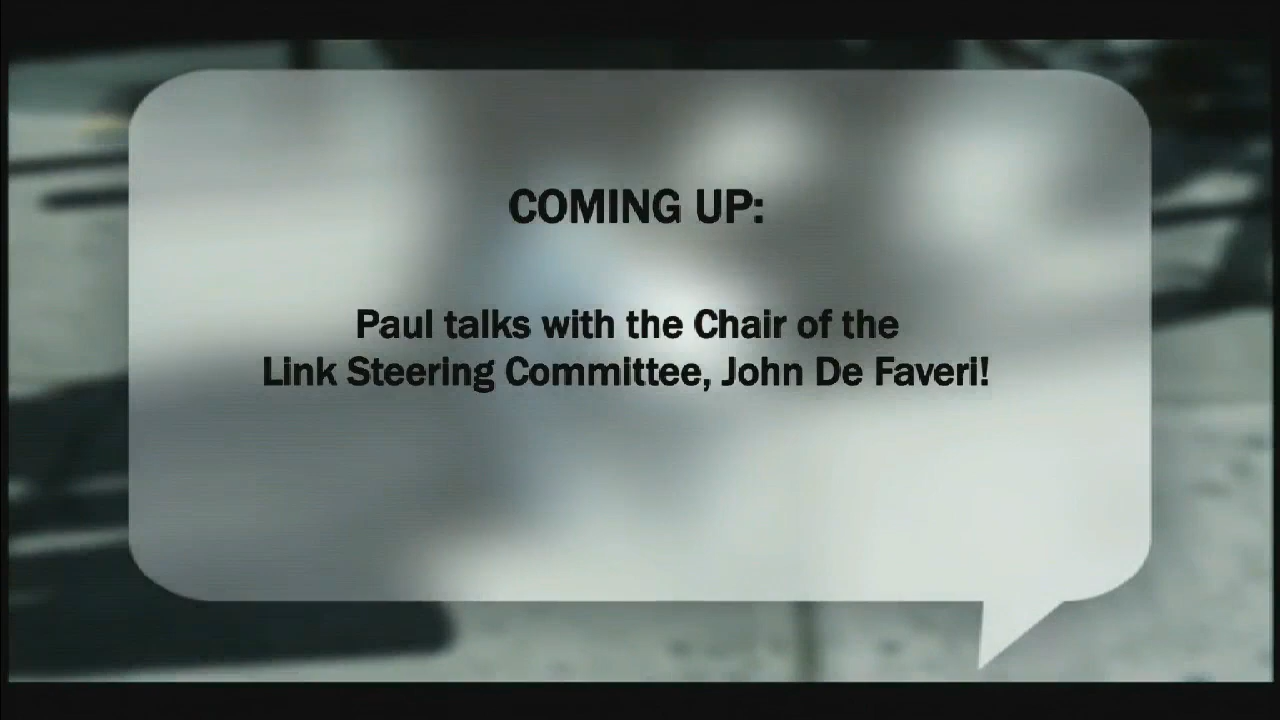 COMING UP:
Paul talks with the Chair of the
Link Steering Committee, John De Faveri!